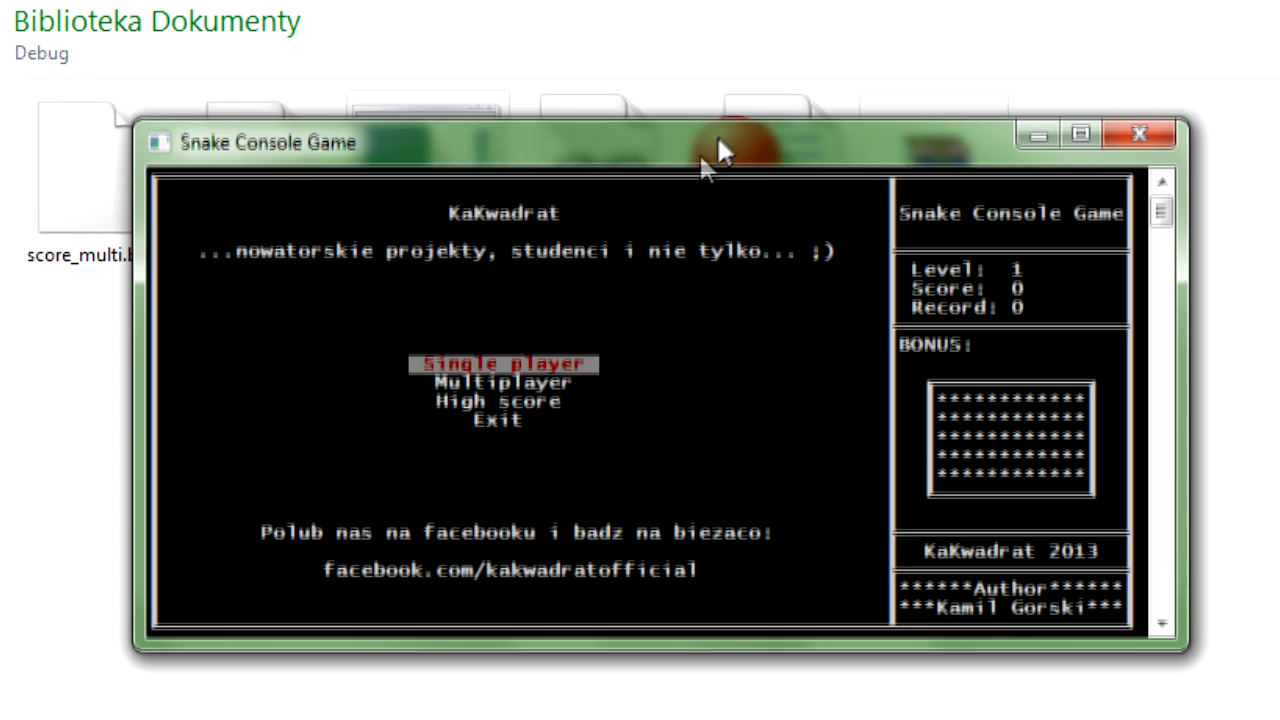 Biblioteka Dokumenty
Debug
score_multi.b
Snake Console Game
KaKwadrat
...nowatorskie projekty, studenci i nie tylko... ;)
Single player
Multiplayer
High score
Exit
Polub nas na facebooku i badz na biezaco!
facebook.com/kakwadratofficial
Snake Console Game
Level: 1
Score: 0
Record: 0
BONUS:
************
************
************
************
************
KaKwadrat 2013
******Author******
***Kamil Gorski***